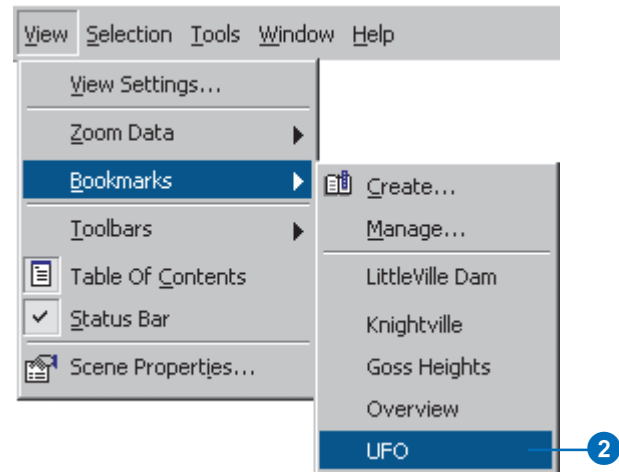 View Selection Tools Window Help
View Settings...
Zoom Data
Bookmarks
Toolbars
Table Of Contents
Status Bar
Scene Properties...
Create...
Manage...
LittleVille Dam
Knightville
Goss Heights
Overview
UFO
2